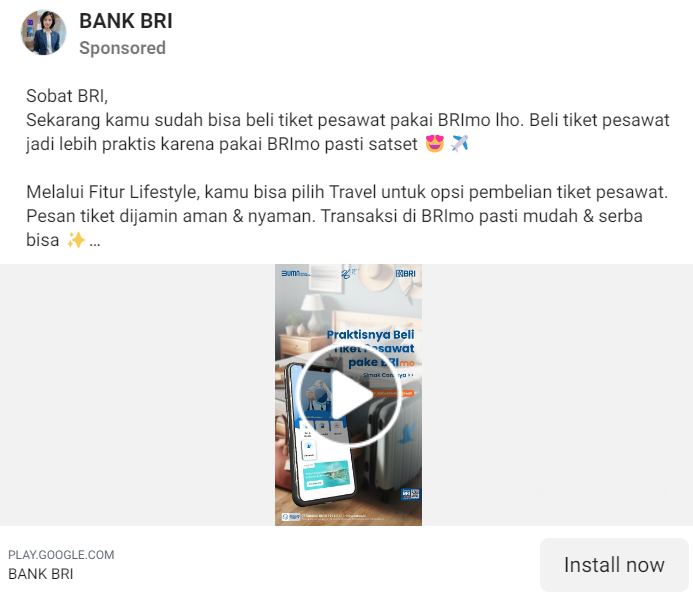 BANK BRI
Sponsored
Sobat BRI,
Sekarang kamu sudah bisa beli tiket pesawat pakai BRImo lho. Beli tiket pesawat
jadi lebih praktis karena pakai BRImo pasti satset 😍 ✈️
Melalui Fitur Lifestyle, kamu bisa pilih Travel untuk opsi pembelian tiket pesawat.
Pesan tiket dijamin aman & nyaman. Transaksi di BRImo pasti mudah & serba
bisa ✨ ...
BUMN
BRI
Praktisnya Beli
Tiket Pesawat
pake BRImo
PLAY.GOOGLE.COM
BANK BRI
Install now